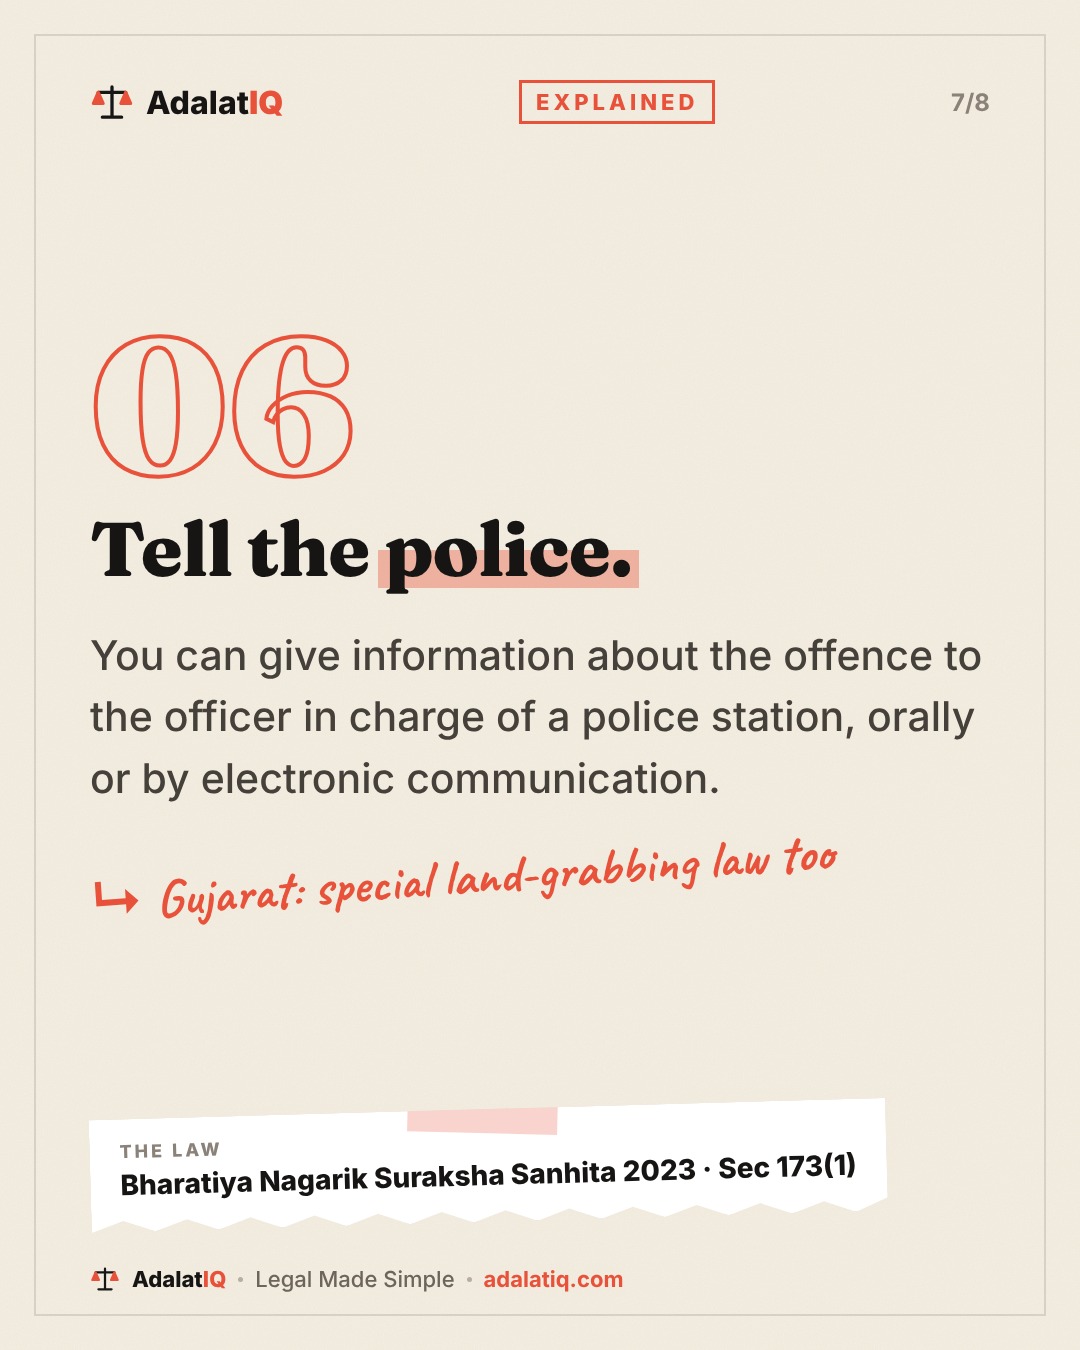 AdalatIQ
EXPLAINED
7/8
06
Tell the police.
You can give information about the offence to
the officer in charge of a police station, orally
or by electronic communication.
↳ Gujarat: special land-grabbing law too
THE LAW
Bharatiya Nagarik Suraksha Sanhita 2023 · Sec 173(1)
AdalatIQ • Legal Made Simple • adalatiq.com